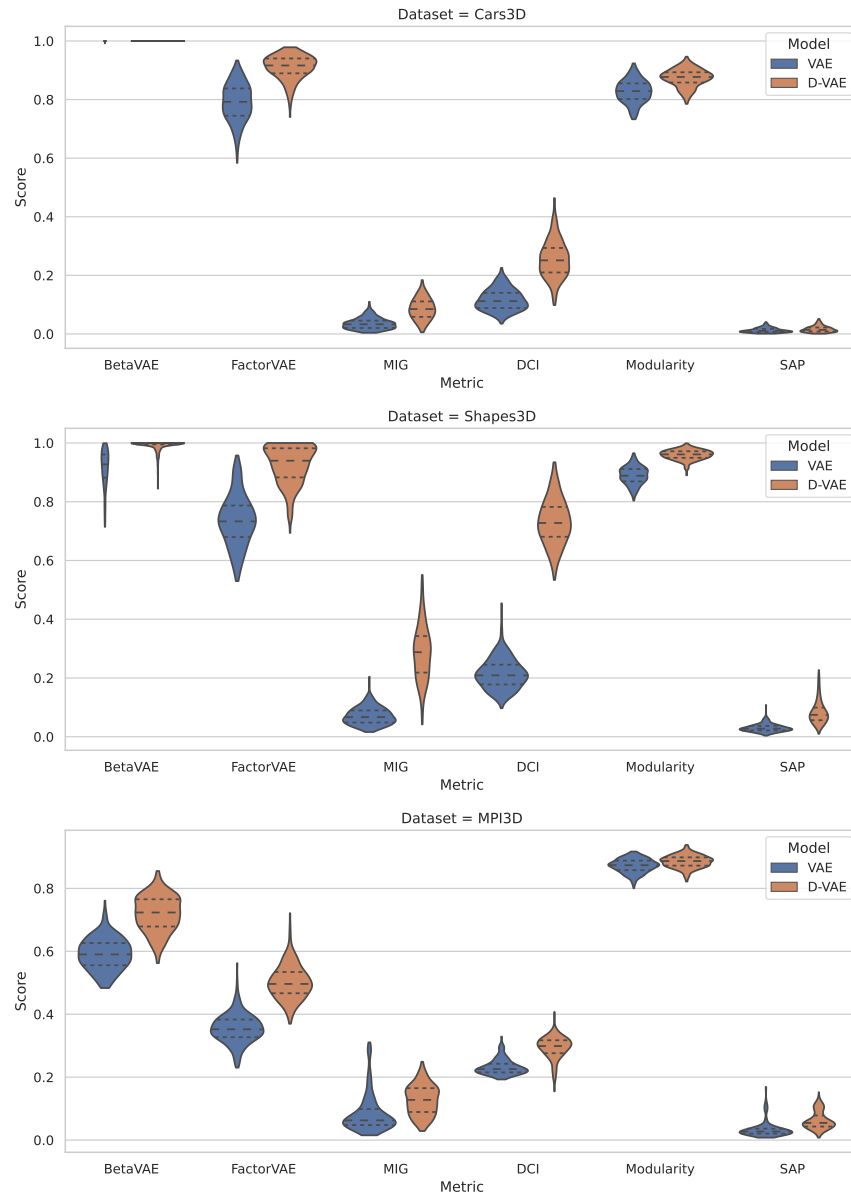 Dataset = Cars3D
Score
1.0
0.8
0.6
0.4
0.2
0.0
Model
VAE
D-VAE
BetaVAE FactorVAE MIG DCI Modularity SAP
Metric
Dataset = Shapes3D
Score
1.0
0.8
0.6
0.4
0.2
0.0
Model
VAE
D-VAE
BetaVAE FactorVAE MIG DCI Modularity SAP
Metric
Dataset = MPI3D
Score
0.8
0.6
0.4
0.2
0.0
Model
VAE
D-VAE
BetaVAE FactorVAE MIG DCI Modularity SAP
Metric